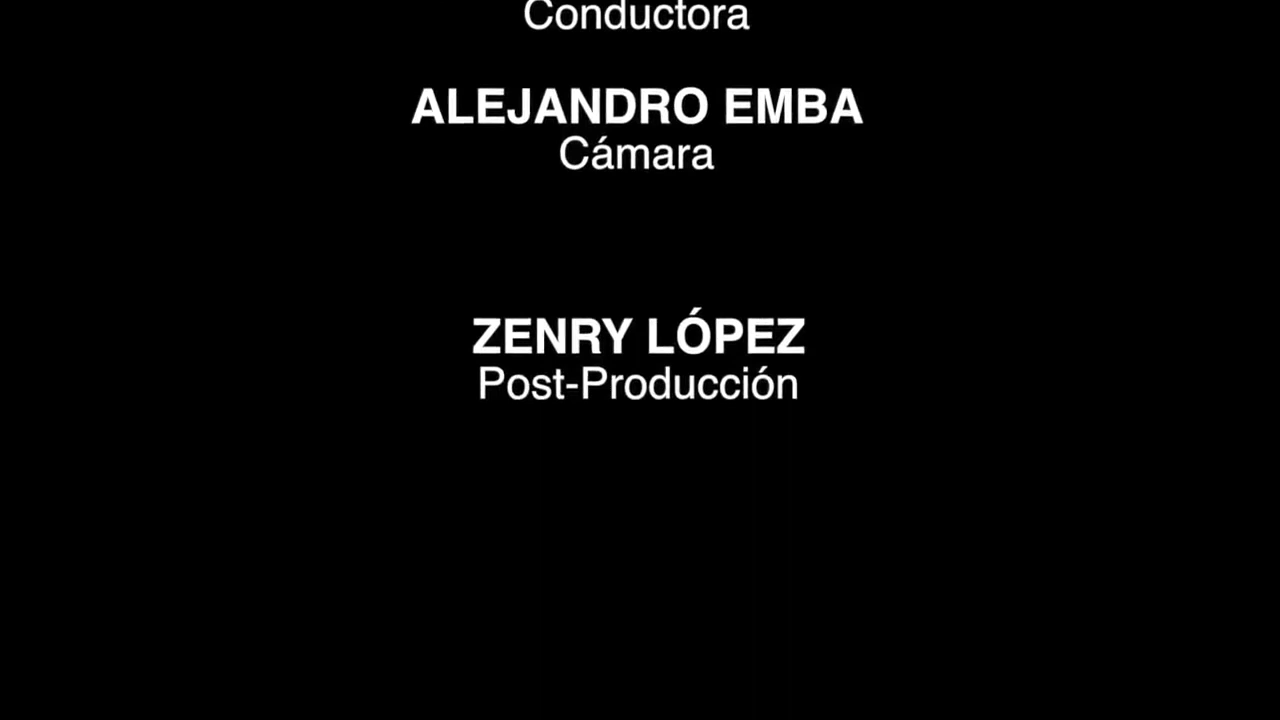 Conductora
ALEJANDRO EMBA
Cámara
ZENRY LÓPEZ
Post-Producción